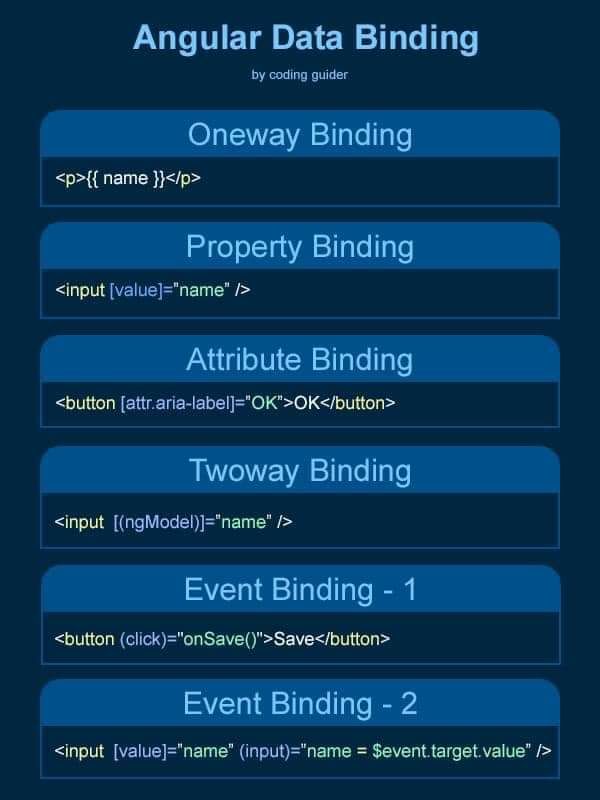 Angular Data Binding
by coding guider
Oneway Binding
<p>{{ name }}</p>
Property Binding
<input [value]="name" />
Attribute Binding
<button [attr.aria-label]="OK">OK</button>
Twoway Binding
<input  [(ngModel)]="name" />
Event Binding - 1
<button (click)="onSave()">Save</button>
Event Binding - 2
<input  [value]="name" (input)="name = $event.target.value" />